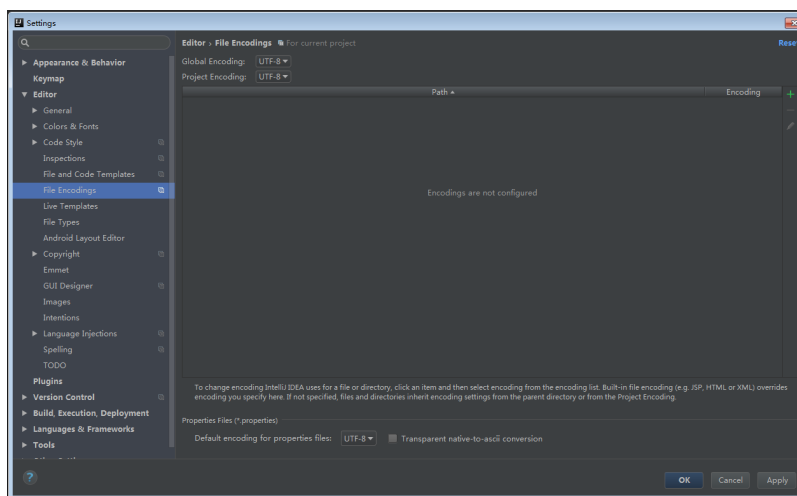 Settings
Editor › File Encodings For current project
Reset
Appearance & Behavior
Keymap
Editor
General
Colors & Fonts
Code Style
Inspections
File and Code Templates
File Encodings
Live Templates
File Types
Android Layout Editor
Copyright
Emmet
GUI Designer
Images
Intentions
Language Injections
Spelling
TODO
Plugins
Version Control
Build, Execution, Deployment
Languages & Frameworks
Tools
Global Encoding: UTF-8
Project Encoding: UTF-8
Path Encoding
Encodings are not configured
To change encoding IntelliJ IDEA uses for a file or directory, click an item and then select encoding from the encoding list. Built-in file encoding (e.g. JSP, HTML or XML) overrides
encoding you specify here. If not specified, files and directories inherit encoding settings from the parent directory or from the Project Encoding.
Properties Files (*.properties)
Default encoding for properties files: UTF-8 Transparent native-to-ascii conversion
?
OK Cancel Apply